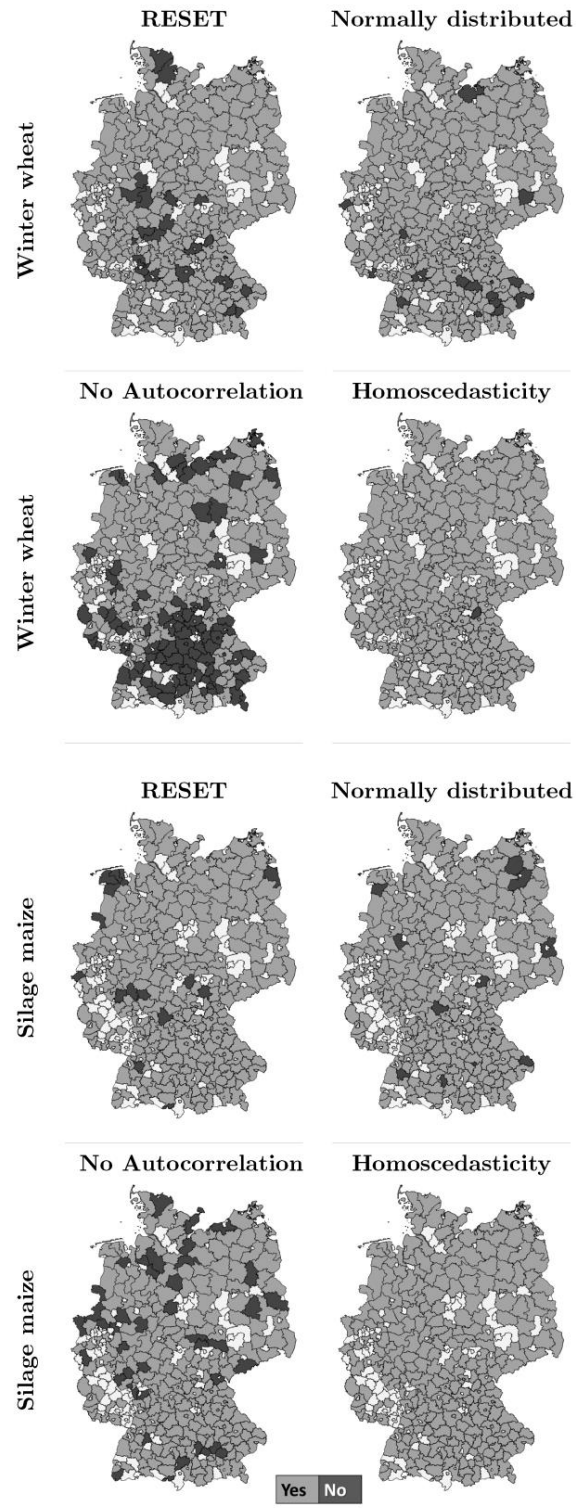 RESET Normally distributed
Winter wheat
No Autocorrelation Homoscedasticity
Winter wheat
RESET Normally distributed
Silage maize
No Autocorrelation Homoscedasticity
Silage maize
Yes No